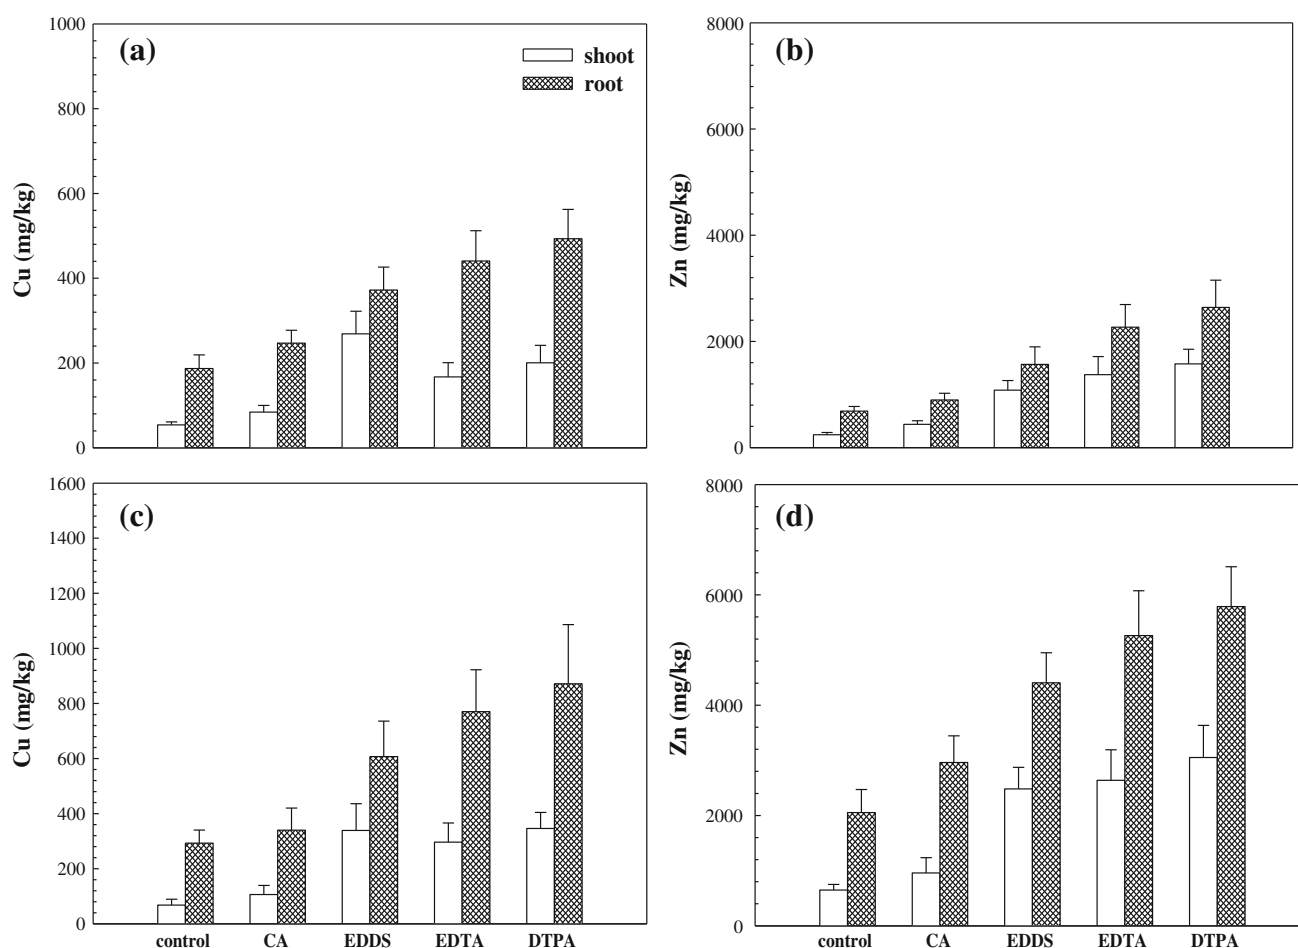 (a)
shoot
root
Cu (mg/kg)
1000
800
600
400
200
0
(b)
Zn (mg/kg)
8000
6000
4000
2000
0
(c)
Cu (mg/kg)
1600
1400
1200
1000
800
600
400
200
0
control CA EDDS EDTA DTPA
(d)
Zn (mg/kg)
8000
6000
4000
2000
0
control CA EDDS EDTA DTPA